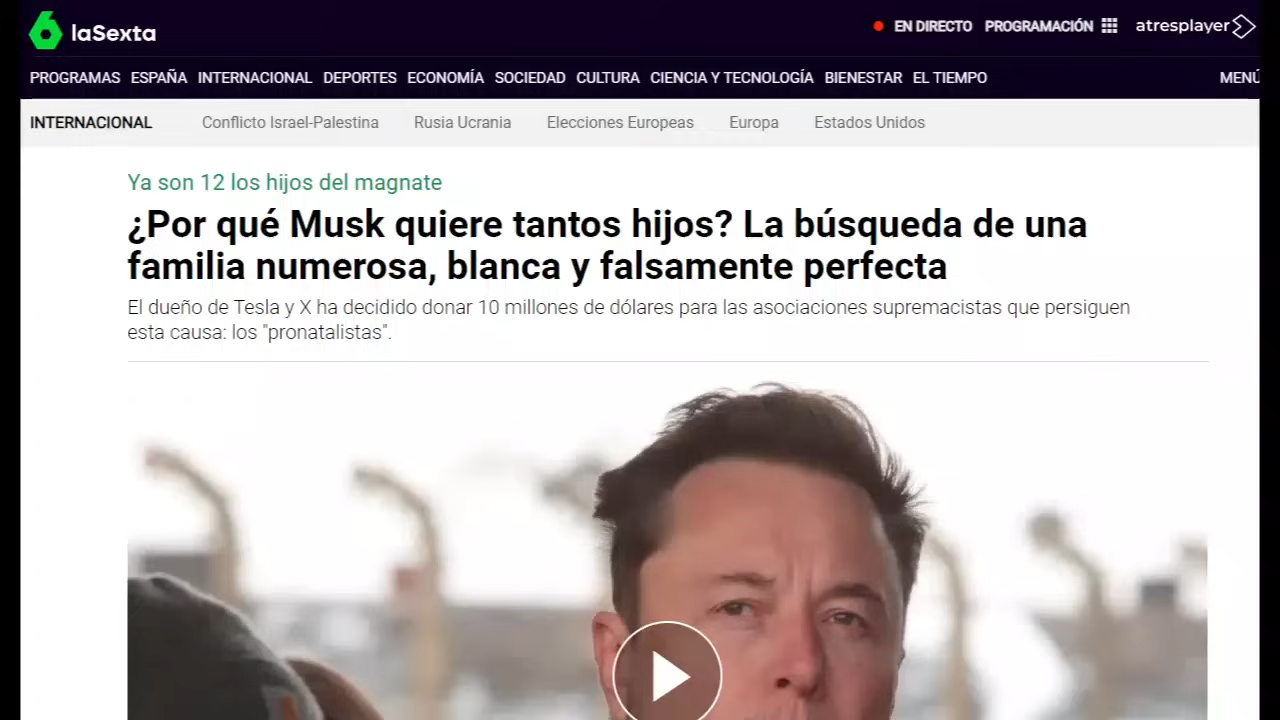 laSexta
EN DIRECTO PROGRAMACIÓN atresplayer
PROGRAMAS ESPAÑA INTERNACIONAL DEPORTES ECONOMÍA SOCIEDAD CULTURA CIENCIA Y TECNOLOGÍA BIENESTAR EL TIEMPO MENÚ
INTERNACIONAL Conflicto Israel-Palestina Rusia Ucrania Elecciones Europeas Europa Estados Unidos
Ya son 12 los hijos del magnate
¿Por qué Musk quiere tantos hijos? La búsqueda de una
familia numerosa, blanca y falsamente perfecta
El dueño de Tesla y X ha decidido donar 10 millones de dólares para las asociaciones supremacistas que persiguen
esta causa: los "pronatalistas".